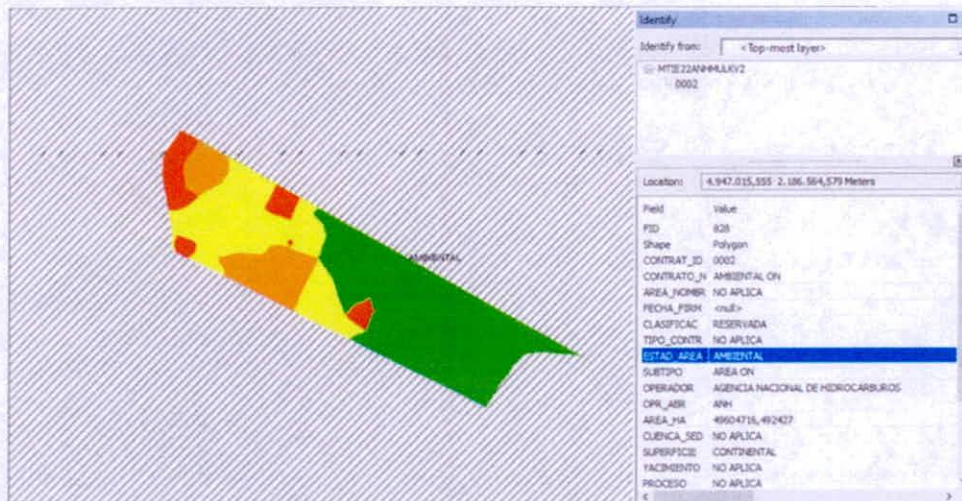 Identify
Identify from: <Top-most layer>
0002
Location: 4.947.015,555 2.186.564,579 Meters
Field Value
FID 828
Shape Polygon
CONTRAT_ID 0002
CONTRATO_N AMBIENTAL ON
AREA_NOMBR NO APLICA
FECHA_FIRM <null>
CLASIFICAC RESERVADA
TIPO_CONTR NO APLICA
ESTAD_AREA AMBIENTAL
SUBTIPO AREA ON
OPERADOR AGENCIA NACIONAL DE HIDROCARBUROS
OPR_ABR ANH
AREA_HA 49604716,492427
CUENCA_SED NO APLICA
SUPERFICIE CONTINENTAL
YACIMIENTO NO APLICA
PROCESO NO APLICA
AMBIENTAL